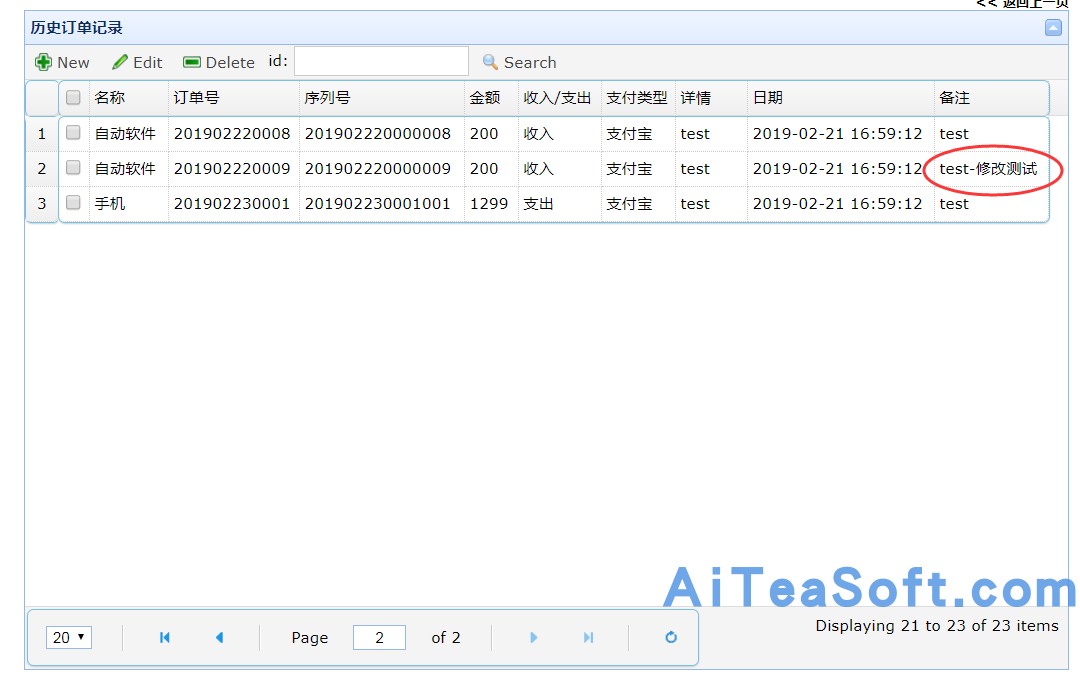 << 返回上一页
历史订单记录
New Edit Delete id: Search
名称 订单号 序列号 金额 收入/支出 支付类型 详情 日期 备注
1 自动软件 201902220008 201902220000008 200 收入 支付宝 test 2019-02-21 16:59:12 test
2 自动软件 201902220009 201902220000009 200 收入 支付宝 test 2019-02-21 16:59:12 test-修改测试
3 手机 201902230001 201902230001001 1299 支出 支付宝 test 2019-02-21 16:59:12 test
AiTeaSoft.com
20 Page 2 of 2 Displaying 21 to 23 of 23 items